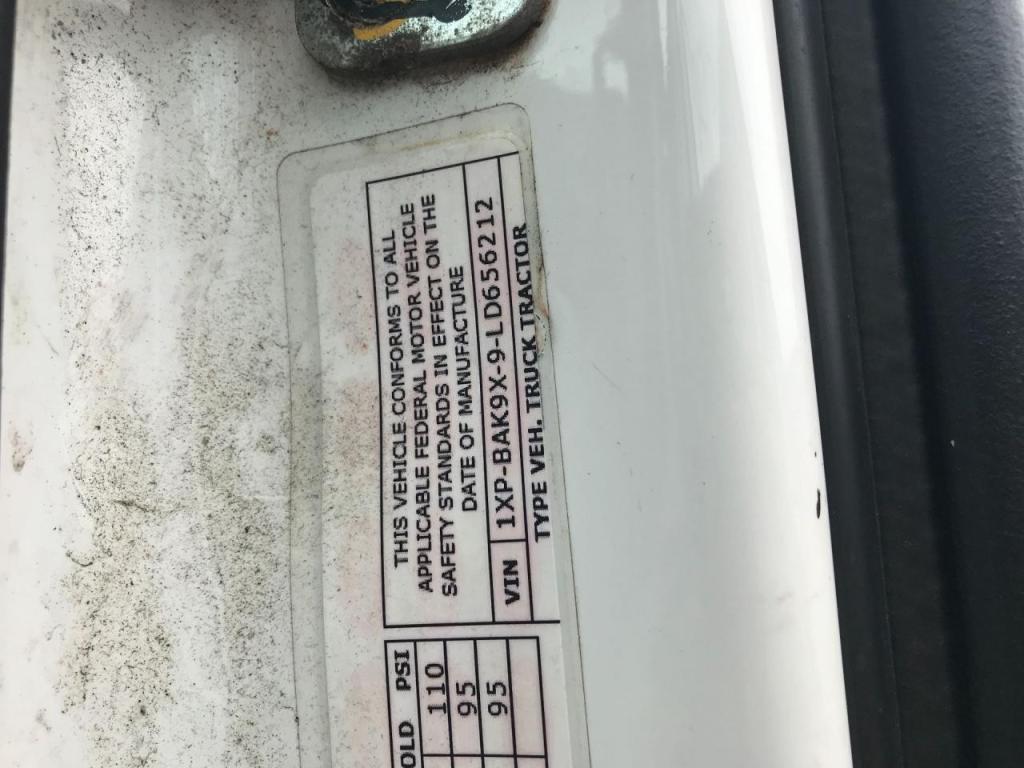 THIS VEHICLE CONFORMS TO ALL
APPLICABLE FEDERAL MOTOR VEHICLE
SAFETY STANDARDS IN EFFECT ON THE
DATE OF MANUFACTURE
VIN 1XP-BAK9X-9-LD656212
TYPE VEH. TRUCK TRACTOR
OLD PSI
110
95
95